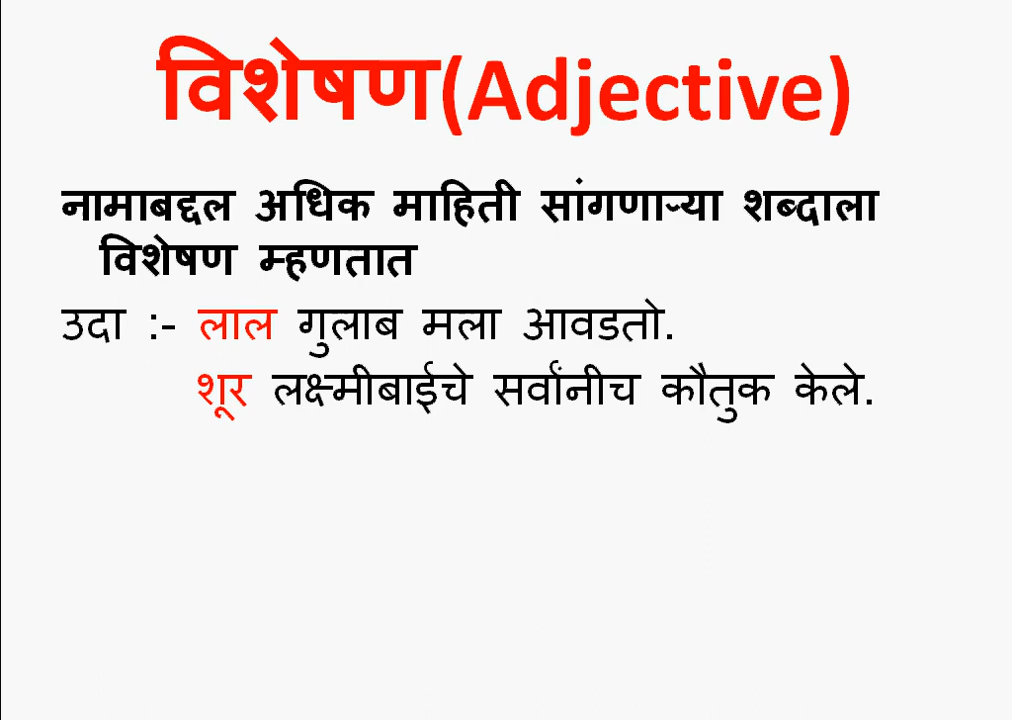 विशेषण(Adjective)
नामाबद्दल अधिक माहिती सांगणाऱ्या शब्दाला
विशेषण म्हणतात
उदा :- लाल गुलाब मला आवडतो.
शूर लक्ष्मीबाईचे सर्वांनीच कौतुक केले.